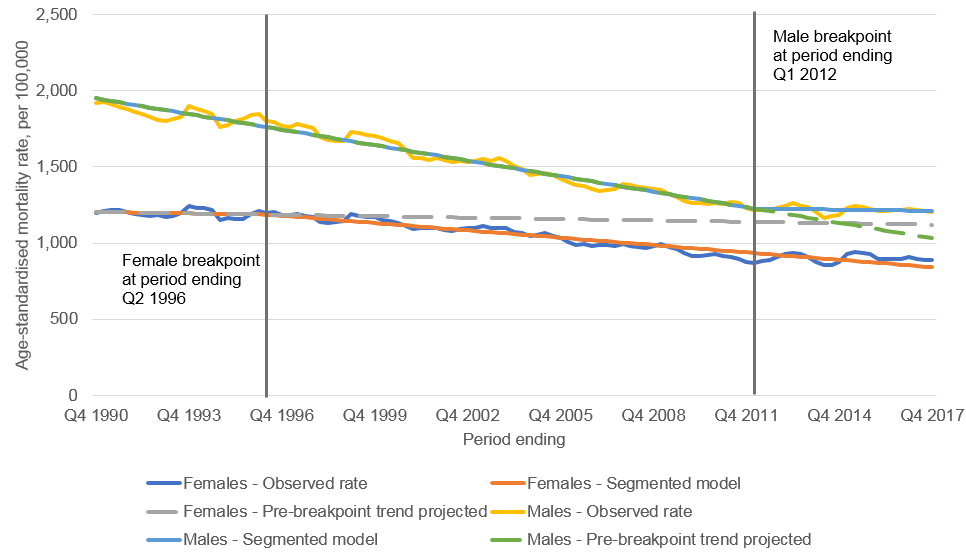 2,500
2,000
1,500
1,000
500
0
Age-standardised mortality rate, per 100,000
Male breakpoint
at period ending
Q1 2012
Female breakpoint
at period ending
Q2 1996
Q4 1990 Q4 1993 Q4 1996 Q4 1999 Q4 2002 Q4 2005 Q4 2008 Q4 2011 Q4 2014 Q4 2017
Period ending
Females - Observed rate Females - Segmented model
Females - Pre-breakpoint trend projected Males - Observed rate
Males - Segmented model Males - Pre-breakpoint trend projected